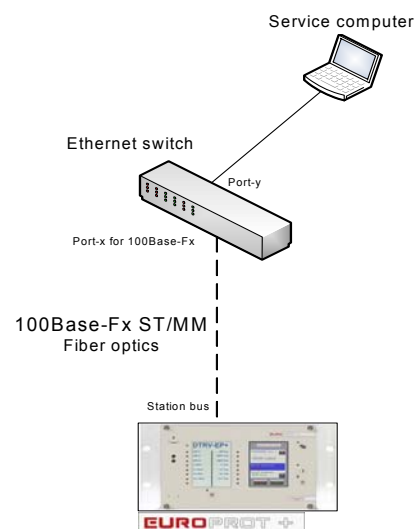 Service computer
Ethernet switch
Port-y
Port-x for 100Base-Fx
100Base-Fx ST/MM
Fiber optics
Station bus
DTRV-EP+
EUROPROT +